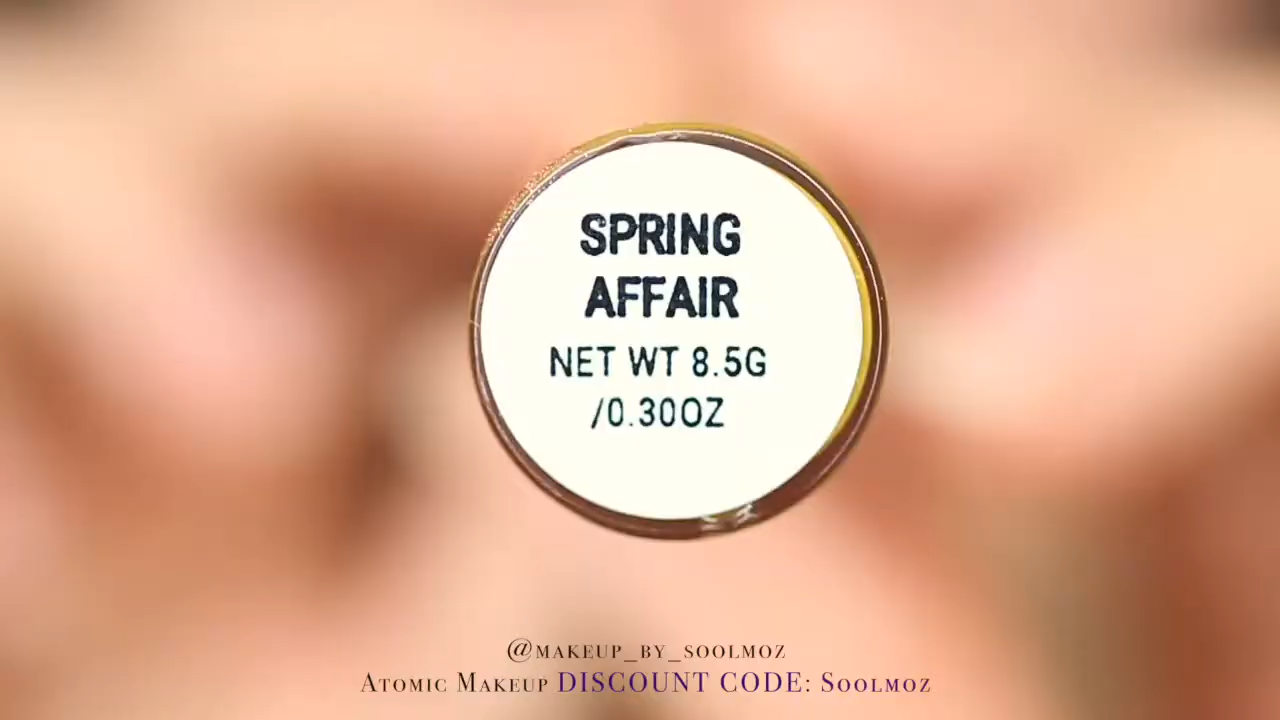 SPRING
AFFAIR
NET WT 8.5G
/0.30OZ
@MAKEUP_BY_SOOLMOZ
ATOMIC MAKEUP DISCOUNT CODE: SOOLMOZ